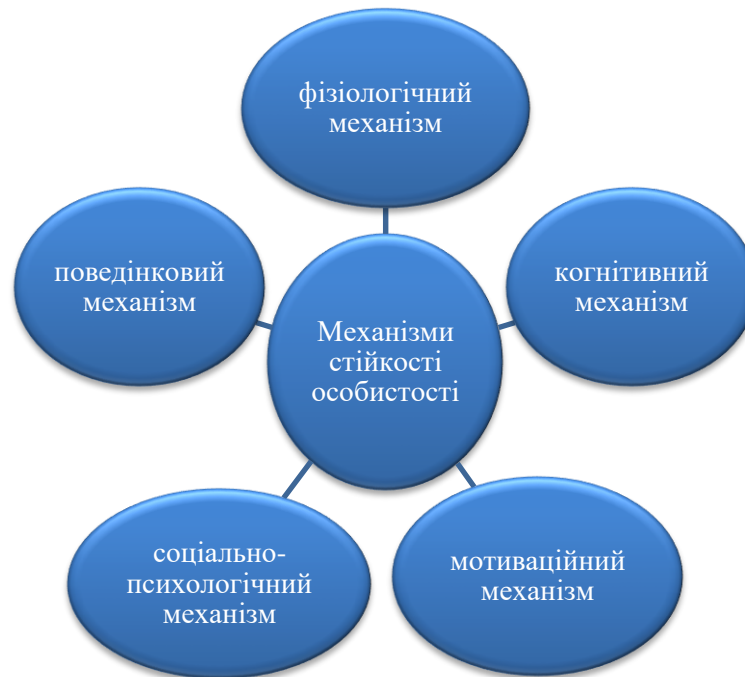 фізіологічний
механізм
поведінковий
механізм
когнітивний
механізм
Механізми
стійкості
особистості
соціально-
психологічний
механізм
мотиваційний
механізм